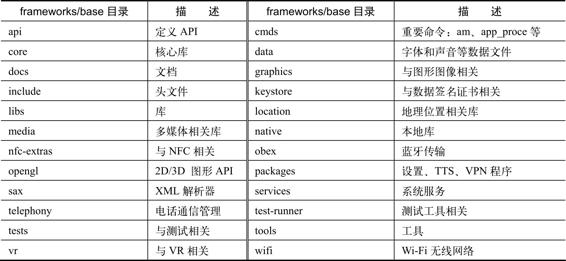 frameworks/base 目录 描 述 frameworks/base 目录 描 述
api 定义 API cmds 重要命令：am、app_proce 等
core 核心库 data 字体和声音等数据文件
docs 文档 graphics 与图形图像相关
include 头文件 keystore 与数据签名证书相关
libs 库 location 地理位置相关库
media 多媒体相关库 native 本地库
nfc-extras 与 NFC 相关 obex 蓝牙传输
opengl 2D/3D 图形 API packages 设置、TTS、VPN 程序
sax XML 解析器 services 系统服务
telephony 电话通信管理 test-runner 测试工具相关
tests 与测试相关 tools 工具
vr 与 VR 相关 wifi Wi-Fi 无线网络